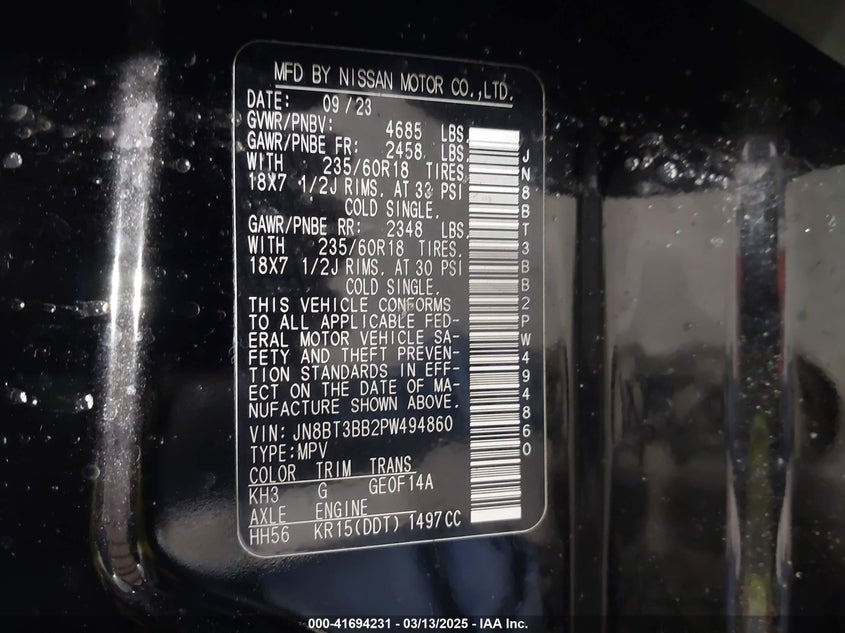 MFD BY NISSAN MOTOR CO.,LTD.
DATE: 09/23
GVWR/PNBV: 4685 LBS.
GAWR/PNBE FR: 2458 LBS.
WITH 235/60R18 TIRES,
18X7 1/2J RIMS, AT 33 PSI
COLD SINGLE,
GAWR/PNBE RR: 2348 LBS.
WITH 235/60R18 TIRES,
18X7 1/2J RIMS, AT 30 PSI
COLD SINGLE,
THIS VEHICLE CONFORMS
TO ALL APPLICABLE FED-
ERAL MOTOR VEHICLE SA-
FETY AND THEFT PREVEN-
TION STANDARDS IN EFF-
ECT ON THE DATE OF MA-
NUFACTURE SHOWN ABOVE.
VIN: JN8BT3BB2PW494860
TYPE:MPV
COLOR TRIM TRANS
KH3 G GE0F14A
AXLE ENGINE
HH56 KR15(DDT) 1497CC
JN8BT3BB2PW494860
000-41694231 - 03/13/2025 - IAA Inc.